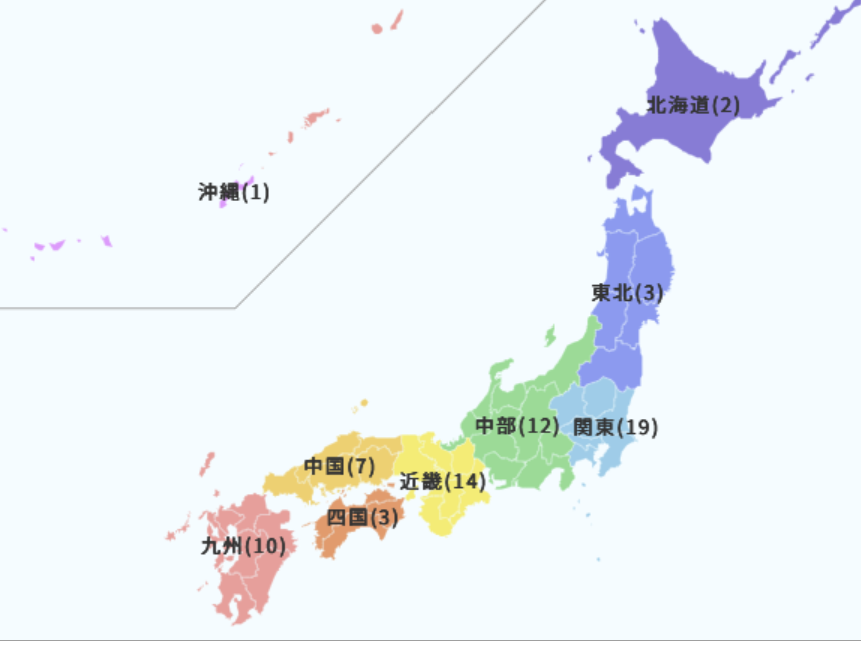 北海道(2)
沖縄(1)
東北(3)
中部(12)
関東(19)
中国(7)
近畿(14)
四国(3)
九州(10)